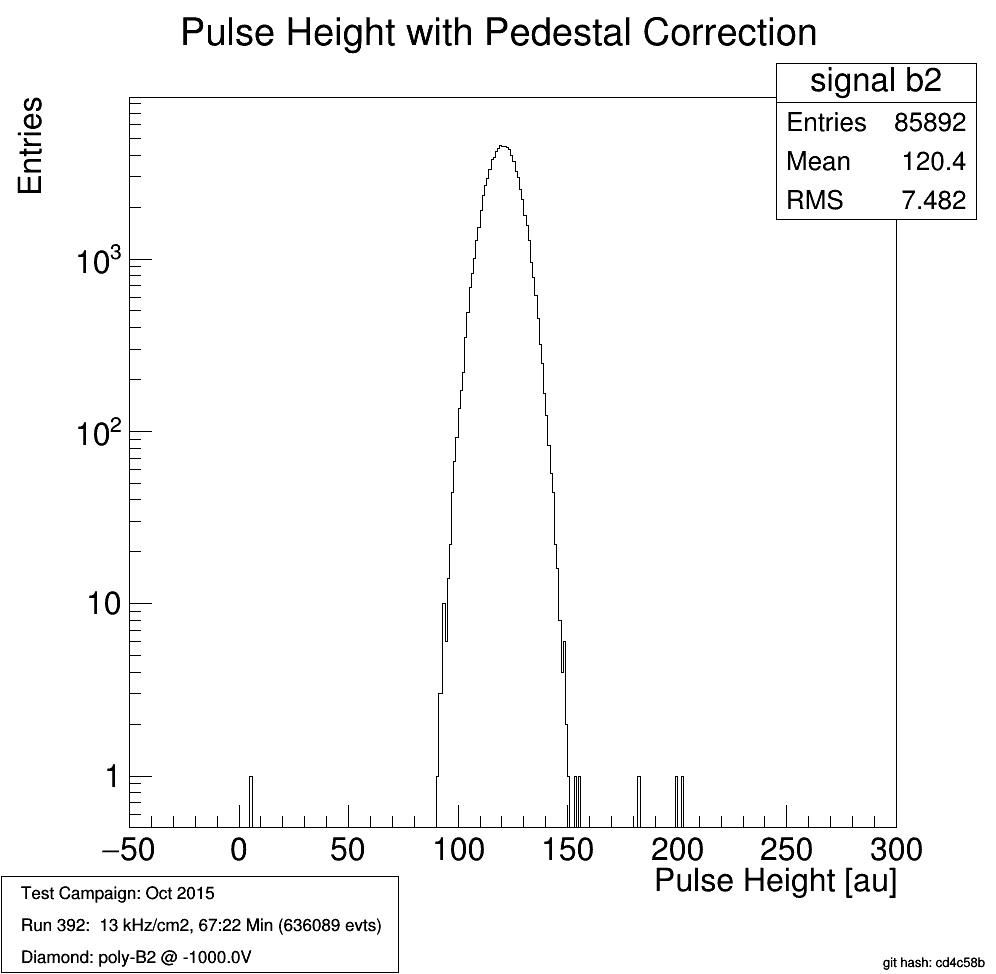 Pulse Height with Pedestal Correction
signal b2
Entries 85892
Mean 120.4
RMS 7.482
Entries
10³
10²
10
1
−50 0 50 100 150 200 250 300
Pulse Height [au]
Test Campaign: Oct 2015
Run 392: 13 kHz/cm2, 67:22 Min (636089 evts)
Diamond: poly-B2 @ -1000.0V
git hash: cd4c58b